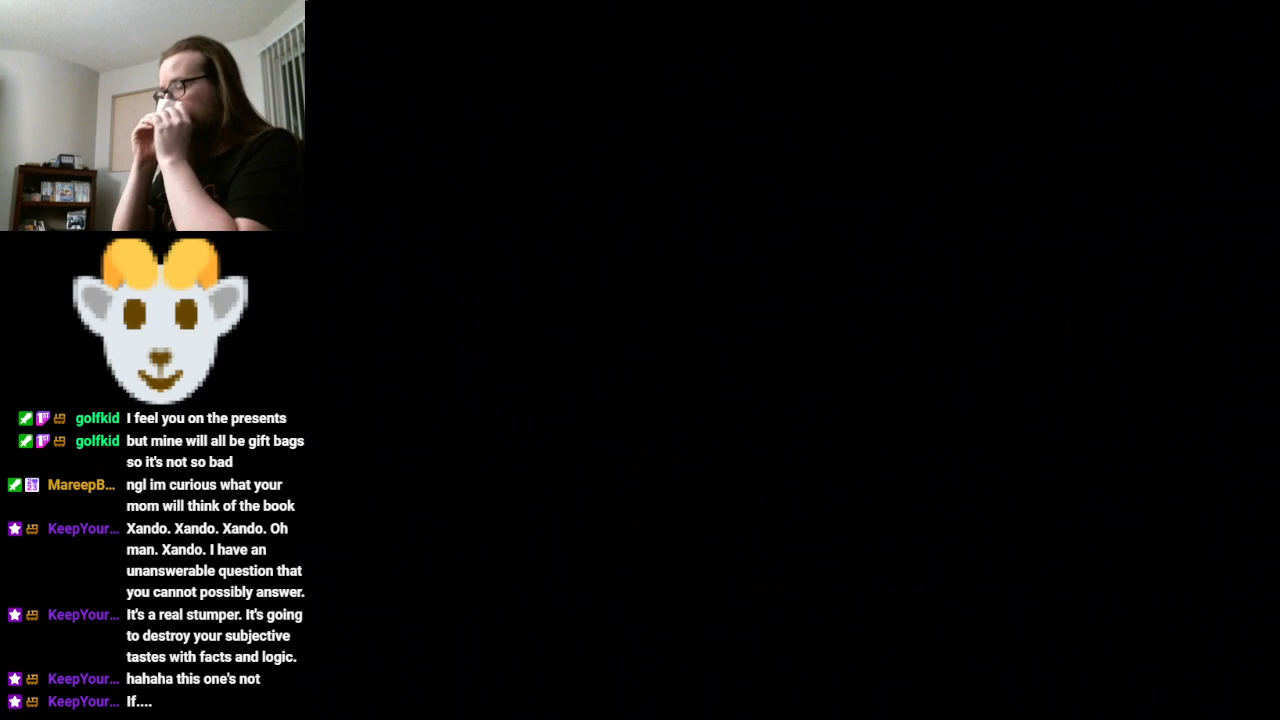 golfkid I feel you on the presents
golfkid but mine will all be gift bags
so it's not so bad
MareepB... ngl im curious what your
mom will think of the book
KeepYour... Xando. Xando. Xando. Oh
man. Xando. I have an
unanswerable question that
you cannot possibly answer.
KeepYour... It's a real stumper. It's going
to destroy your subjective
tastes with facts and logic.
KeepYour... hahaha this one's not
KeepYour... If....